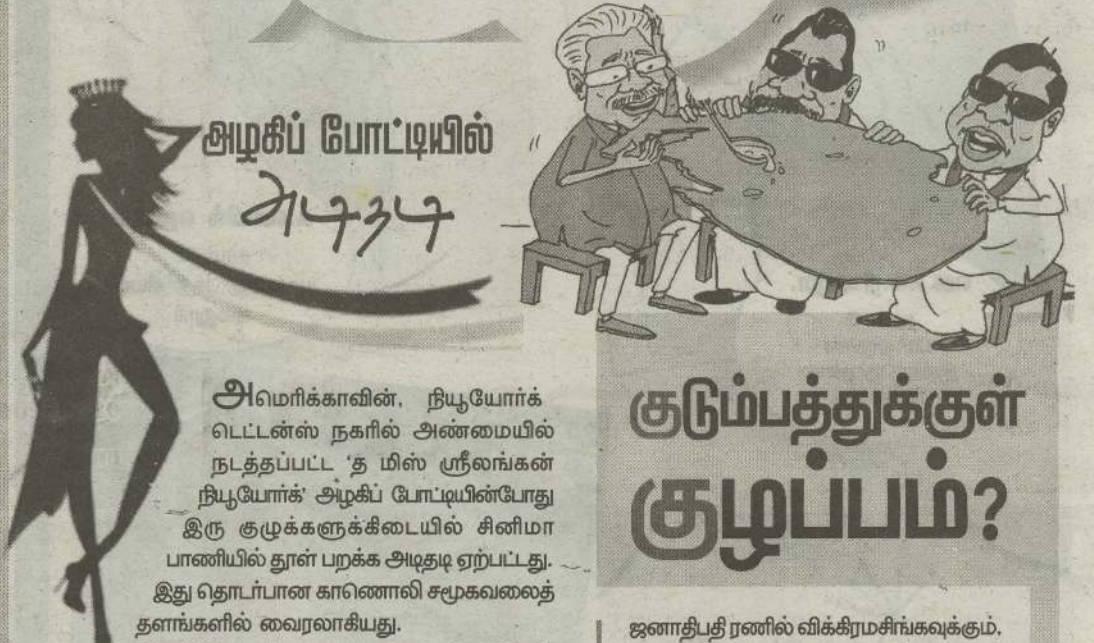 அழகிப் போட்டியில்
அடிதடி
அமெரிக்காவின், நியூயோர்க்
டெட்டன்ஸ் நகரில் அண்மையில்
நடத்தப்பட்ட 'த மிஸ் ஸ்ரீலங்கன்
நியூயோர்க்' அழகிப் போட்டியின்போது
இரு குழுக்களுக்கிடையில் சினிமா
பாணியில் தூள் பறக்க அடிதடி ஏற்பட்டது.
இது தொடர்பான காணொலி சமூகவலைத்
தளங்களில் வைரலாகியது.
குடும்பத்துக்குள்
குழப்பம்?
ஜனாதிபதி ரணில் விக்கிரமசிங்கவுக்கும்,